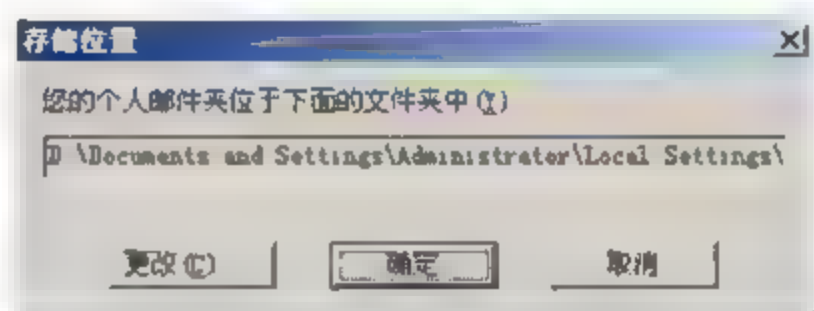 存储位置
您的个人邮件夹位于下面的文件夹中(Y)
D:\Documents and Settings\Administrator\Local Settings\
更改(C) 确定 取消